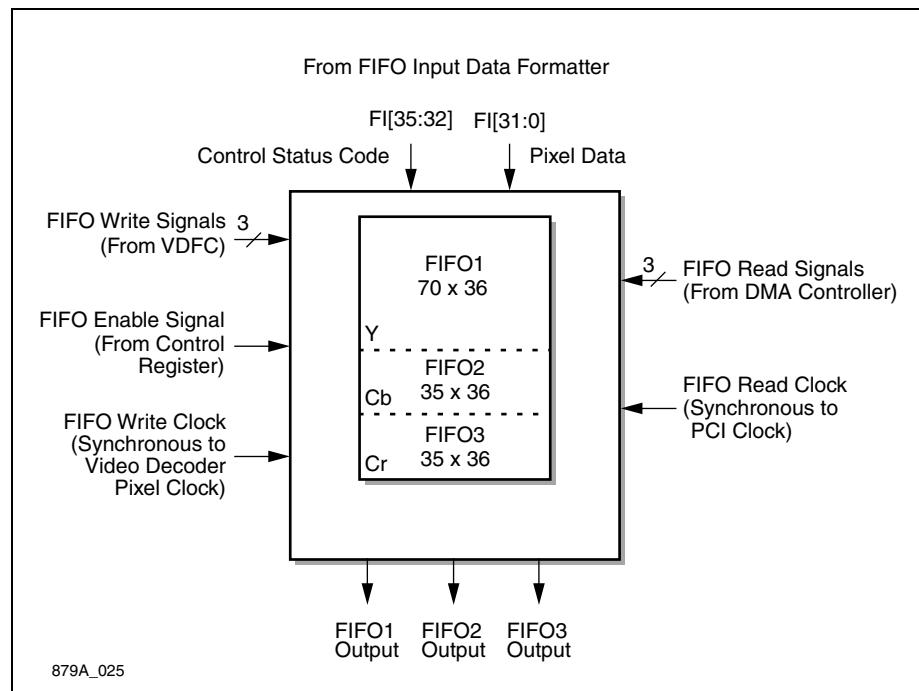 From FIFO Input Data Formatter
FI[35:32]
FI[31:0]
Control Status Code
Pixel Data
FIFO Write Signals
(From VDFC)
3
FIFO Enable Signal
(From Control
Register)
FIFO Write Clock
(Synchronous to
Video Decoder
Pixel Clock)
FIFO1
70 x 36
Y
FIFO2
35 x 36
Cb
FIFO3
35 x 36
Cr
3
FIFO Read Signals
(From DMA Controller)
FIFO Read Clock
(Synchronous to
PCI Clock)
FIFO1
Output
FIFO2
Output
FIFO3
Output
879A_025